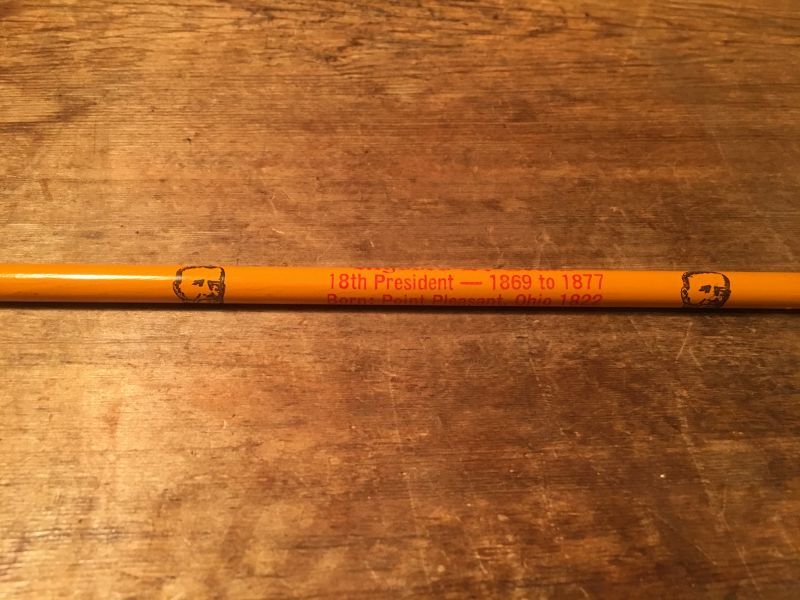 18th President — 1869 to 1877
Born: Point Pleasant, Ohio 1822